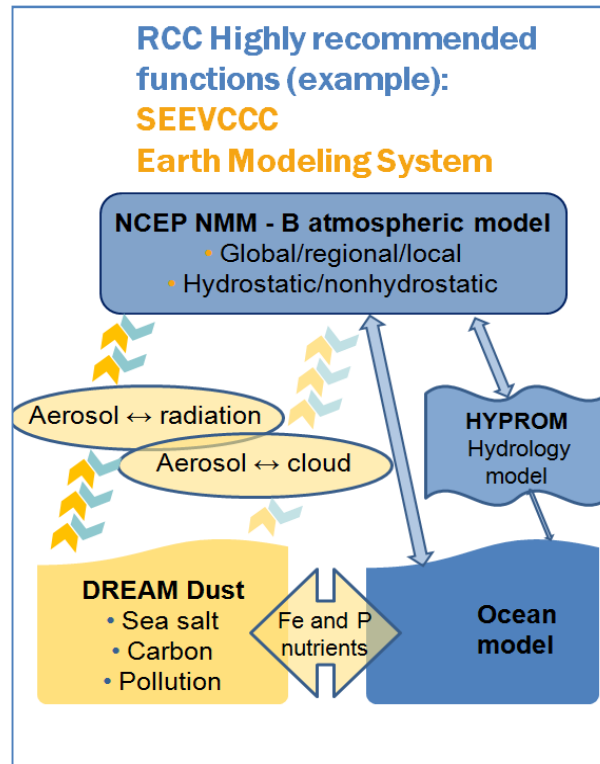 RCC Highly recommended
functions (example):
SEEVCCC
Earth Modeling System
NCEP NMM - B atmospheric model
• Global/regional/local
• Hydrostatic/nonhydrostatic
Aerosol ↔ radiation
Aerosol ↔ cloud
HYPROM
Hydrology
model
DREAM Dust
• Sea salt
• Carbon
• Pollution
Fe and P
nutrients
Ocean
model